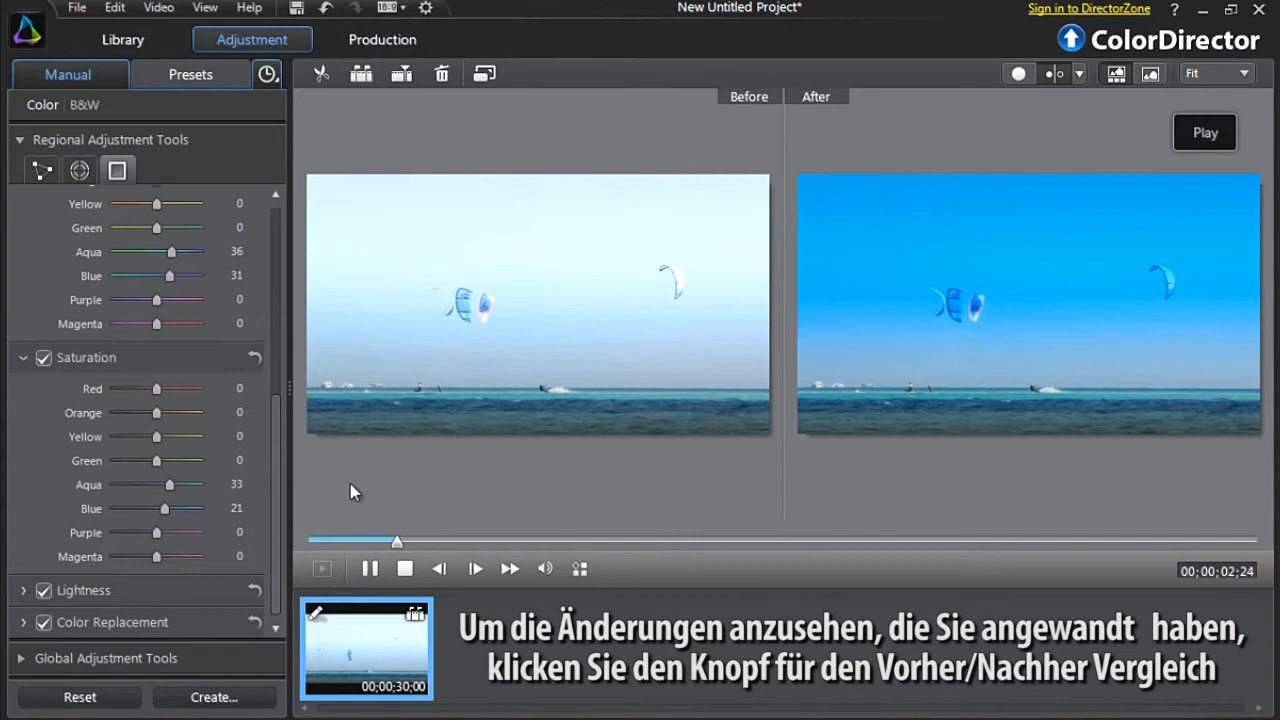 File Edit Video View Help
16:9
New Untitled Project*
Sign in to DirectorZone
?
Library Adjustment Production
ColorDirector
Manual Presets
Fit
Color B&W
Before After
Regional Adjustment Tools
Play
Yellow 0
Green 0
Aqua 36
Blue 31
Purple 0
Magenta 0
Saturation
Red 0
Orange 0
Yellow 0
Green 0
Aqua 33
Blue 21
Purple 0
Magenta 0
00;00;02;24
Lightness
Color Replacement
Global Adjustment Tools
00;00;30;00
Reset Create...
Um die Änderungen anzusehen, die Sie angewandt haben,
klicken Sie den Knopf für den Vorher/Nachher Vergleich